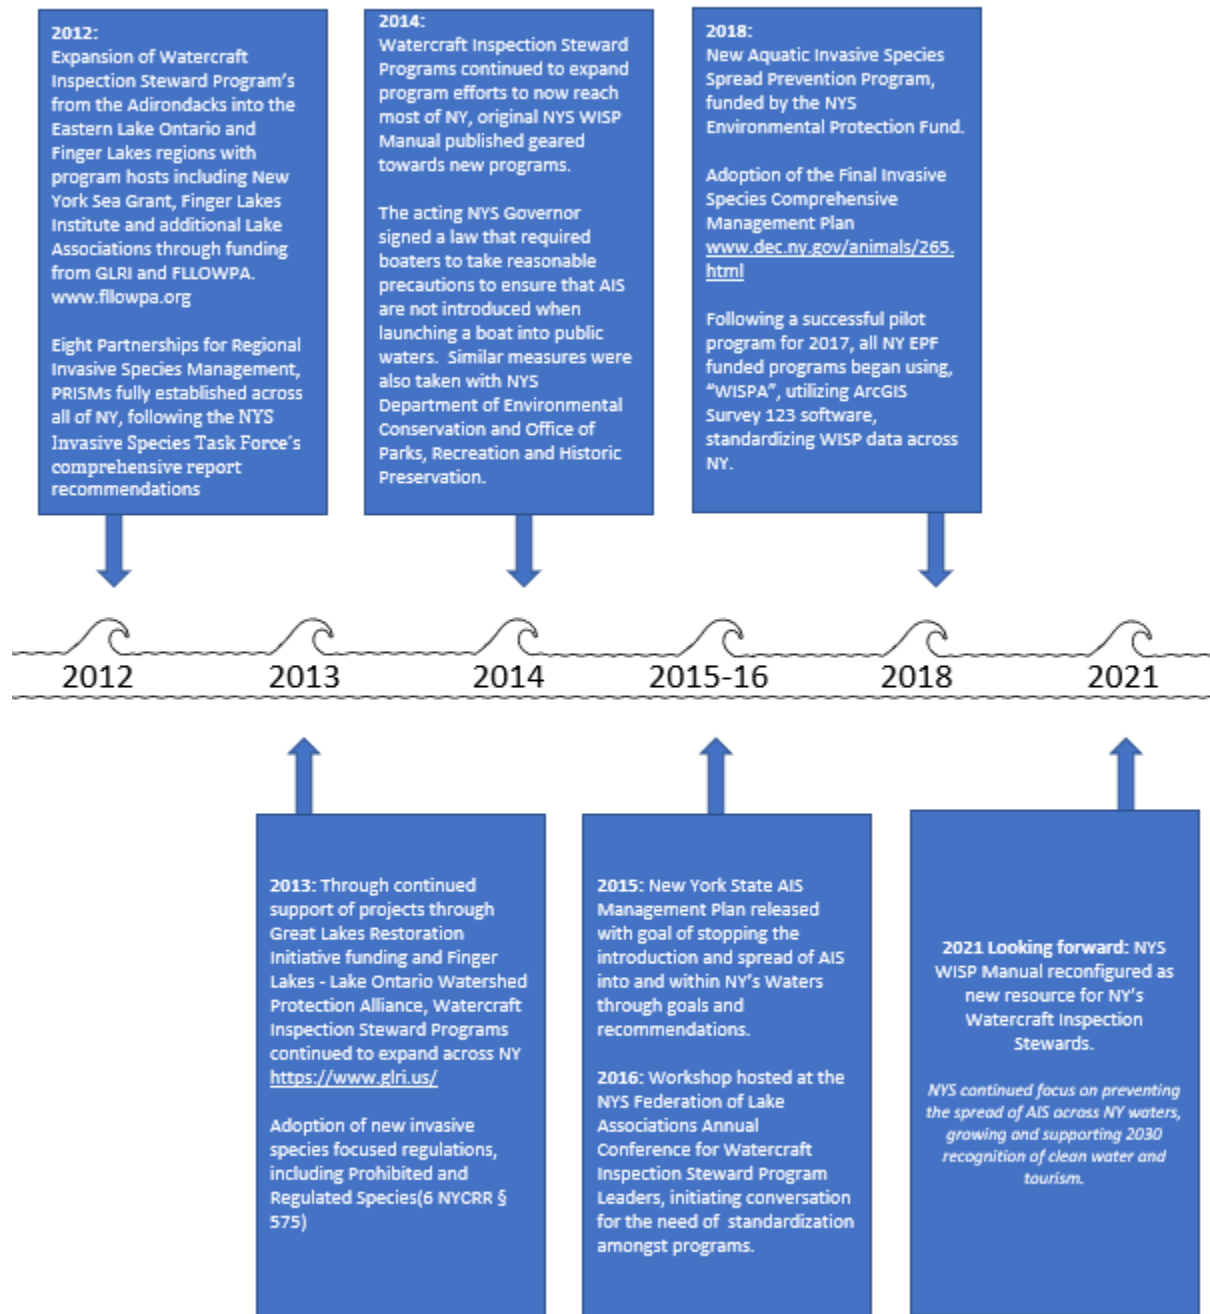 2012:
Expansion of Watercraft
Inspection Steward Program's
from the Adirondacks into the
Eastern Lake Ontario and
Finger Lakes regions with
program hosts including New
York Sea Grant, Finger Lakes
Institute and additional Lake
Associations through funding
from GLRI and FLLOWPA.
www.fllowpa.org
Eight Partnerships for Regional
Invasive Species Management,
PRISMs fully established across
all of NY, following the NYS
Invasive Species Task Force's
comprehensive report
recommendations
2014:
Watercraft Inspection Steward
Programs continued to expand
program efforts to now reach
most of NY, original NYS WISP
Manual published geared
towards new programs.
The acting NYS Governor
signed a law that required
boaters to take reasonable
precautions to ensure that AIS
are not introduced when
launching a boat into public
waters.  Similar measures were
also taken with NYS
Department of Environmental
Conservation and Office of
Parks, Recreation and Historic
Preservation.
2018:
New Aquatic Invasive Species
Spread Prevention Program,
funded by the NYS
Environmental Protection Fund.
Adoption of the Final Invasive
Species Comprehensive
Management Plan
www.dec.ny.gov/animals/265.
html
Following a successful pilot
program for 2017, all NY EPF
funded programs began using,
"WISPA", utilizing ArcGIS
Survey 123 software,
standardizing WISP data across
NY.
2012
2013
2014
2015-16
2018
2021
2013: Through continued
support of projects through
Great Lakes Restoration
Initiative funding and Finger
Lakes - Lake Ontario Watershed
Protection Alliance, Watercraft
Inspection Steward Programs
continued to expand across NY
https://www.glri.us/
Adoption of new invasive
species focused regulations,
including Prohibited and
Regulated Species(6 NYCRR §
575)
2015: New York State AIS
Management Plan released
with goal of stopping the
introduction and spread of AIS
into and within NY's Waters
through goals and
recommendations.
2016: Workshop hosted at the
NYS Federation of Lake
Associations Annual
Conference for Watercraft
Inspection Steward Program
Leaders, initiating conversation
for the need of  standardization
amongst programs.
2021 Looking forward: NYS
WISP Manual reconfigured as
new resource for NY's
Watercraft Inspection
Stewards.
NYS continued focus on preventing
the spread of AIS across NY waters,
growing and supporting 2030
recognition of clean water and
tourism.